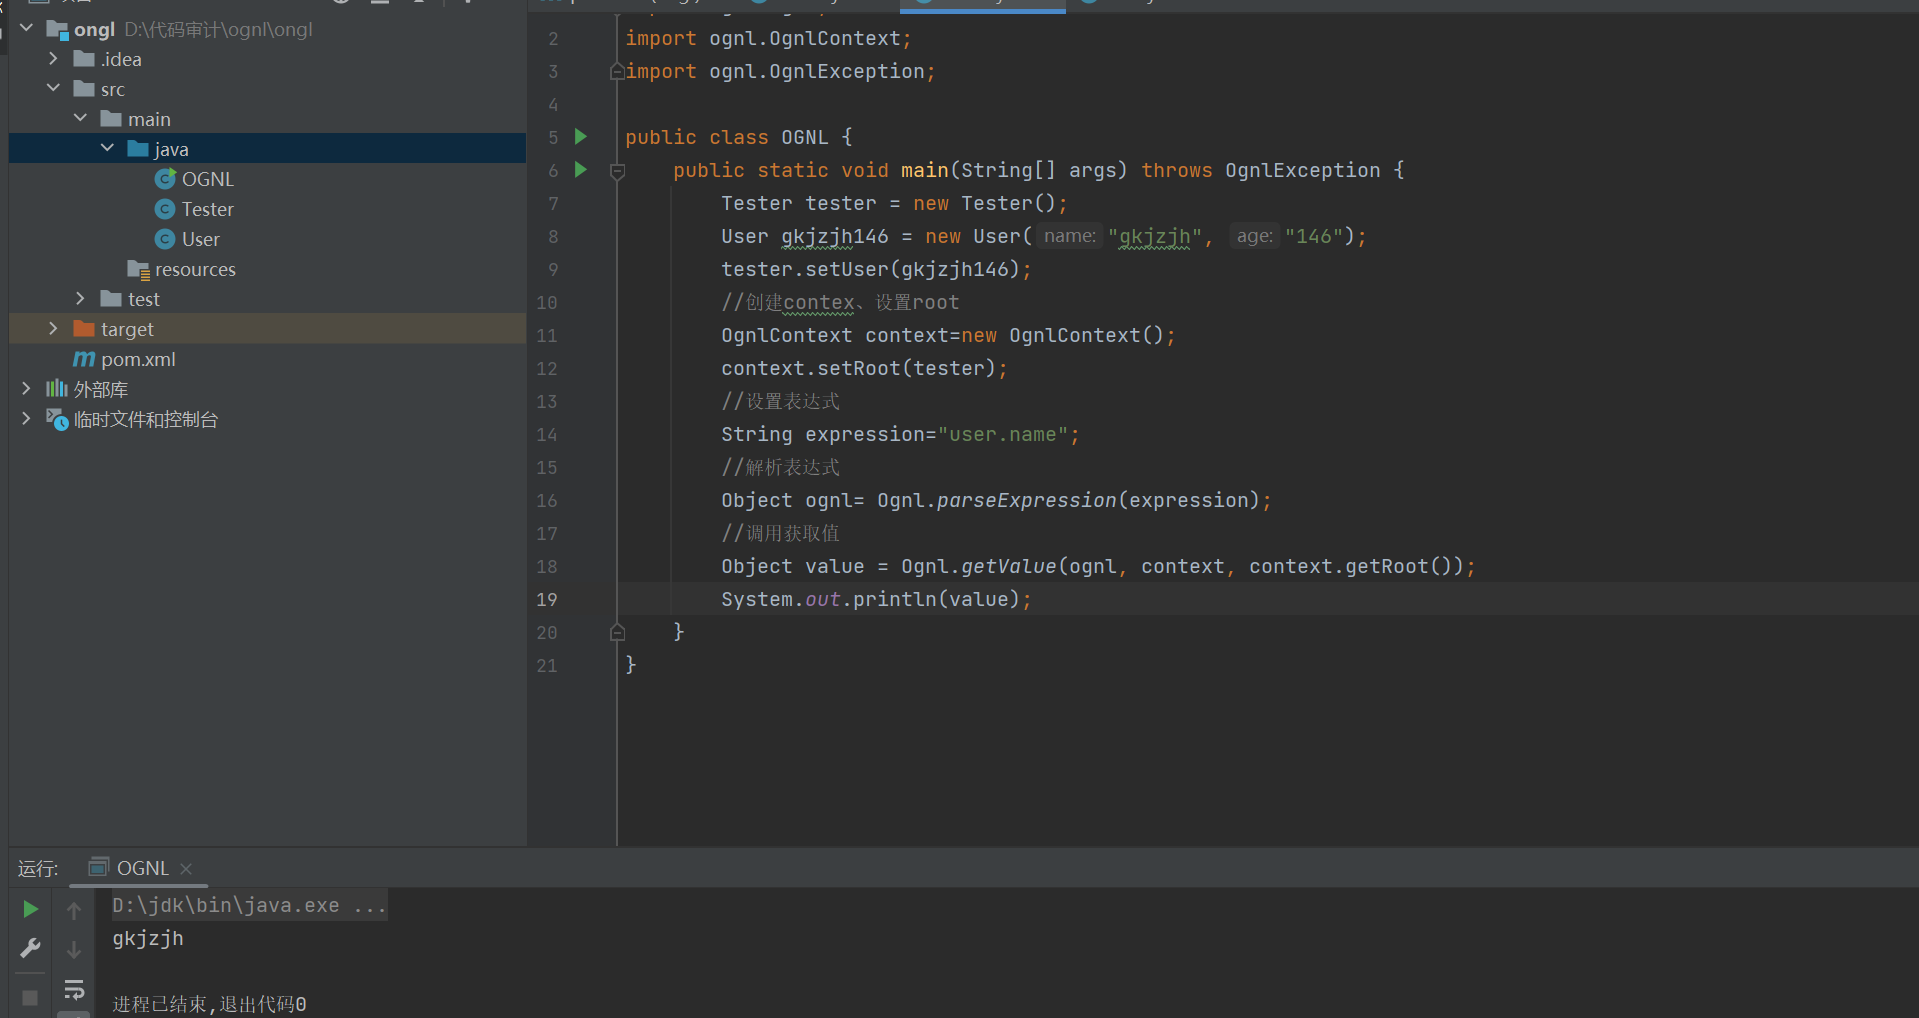 ongl D:\代码审计\ognl\ongl
.idea
src
main
java
OGNL
Tester
User
resources
test
target
pom.xml
外部库
临时文件和控制台
2 import ognl.OgnlContext;
3 import ognl.OgnlException;
4
5 public class OGNL {
6 public static void main(String[] args) throws OgnlException {
7 Tester tester = new Tester();
8 User gkjzjh146 = new User( name: "gkjzjh", age: "146");
9 tester.setUser(gkjzjh146);
10 //创建contex、设置root
11 OgnlContext context=new OgnlContext();
12 context.setRoot(tester);
13 //设置表达式
14 String expression="user.name";
15 //解析表达式
16 Object ognl= Ognl.parseExpression(expression);
17 //调用获取值
18 Object value = Ognl.getValue(ognl, context, context.getRoot());
19 System.out.println(value);
20 }
21 }
运行: OGNL
D:\jdk\bin\java.exe ...
gkjzjh
进程已结束,退出代码0